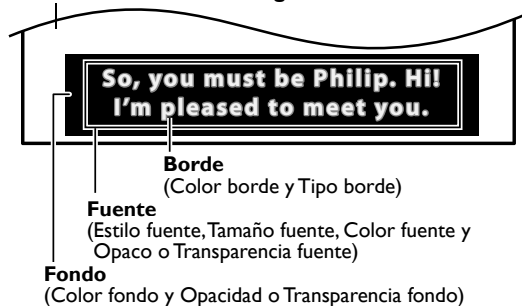 So, you must be Philip. Hi!
I'm pleased to meet you.
Borde
(Color borde y Tipo borde)
Fuente
(Estilo fuente, Tamaño fuente, Color fuente y
Opaco o Transparencia fuente)
Fondo
(Color fondo y Opacidad o Transparencia fondo)